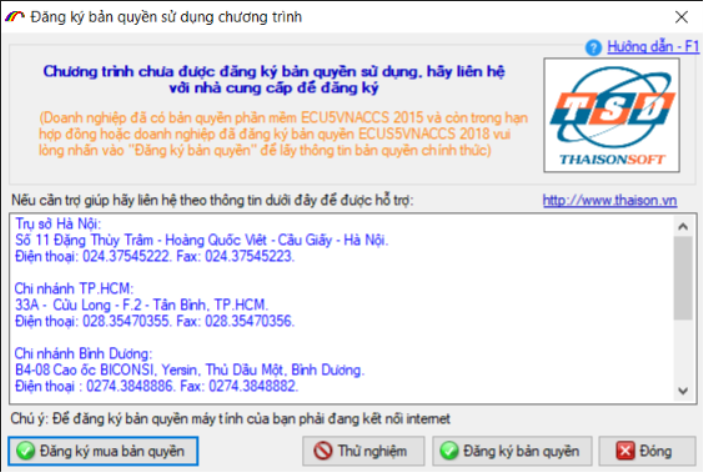 Đăng ký bản quyền sử dụng chương trình
Hướng dẫn - F1
Chương trình chưa được đăng ký bản quyền sử dụng, hãy liên hệ
với nhà cung cấp để đăng ký
(Doanh nghiệp đã có bản quyền phần mềm ECU5VNACCS 2015 và còn trong hạn
hợp đồng hoặc doanh nghiệp đã đăng ký bản quyền ECUS5VNACCS 2018 vui
lòng nhấn vào "Đăng ký bản quyền" để lấy thông tin bản quyền chính thức)
TSD
THAISONSOFT
Nếu cần trợ giúp hãy liên hệ theo thông tin dưới đây để được hỗ trợ:
http://www.thaison.vn
Trụ sở Hà Nội:
Số 11 Đặng Thùy Trâm - Hoàng Quốc Việt - Cầu Giấy - Hà Nội.
Điện thoại: 024.37545222. Fax: 024.37545223.
Chi nhánh TP.HCM:
33A - Cửu Long - F.2 - Tân Bình, TP.HCM.
Điện thoại: 028.35470355. Fax: 028.35470356.
Chi nhánh Bình Dương:
B4-08 Cao ốc BICONSI, Yersin, Thủ Dầu Một, Bình Dương.
Điện thoại : 0274.3848886. Fax: 0274.3848882.
Chú ý: Để đăng ký bản quyền máy tính của bạn phải đang kết nối internet
Đăng ký mua bản quyền
Thử nghiệm
Đăng ký bản quyền
Đóng